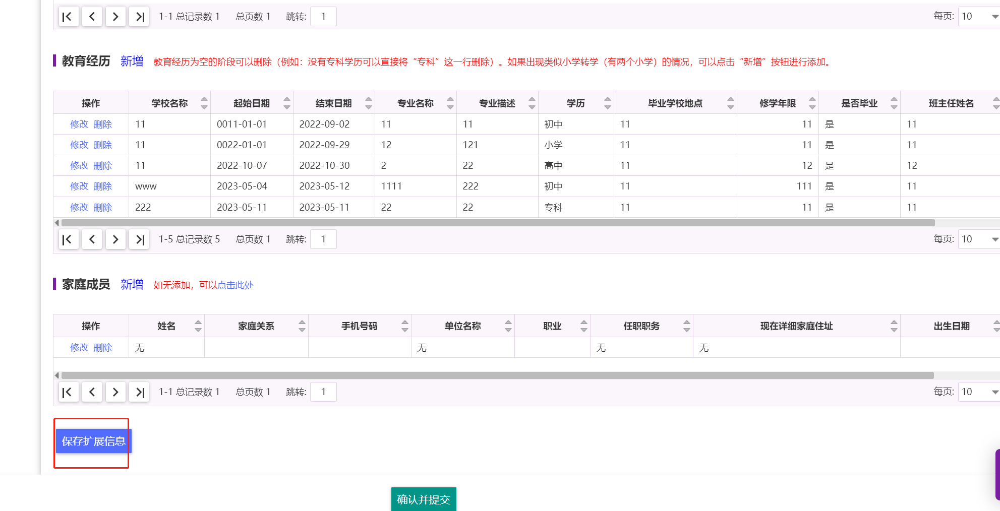 1-1 总记录数 1 总页数 1 跳转: 1 每页: 10
教育经历 新增 教育经历为空的阶段可以删除（例如：没有专科学历可以直接将“专科”这一行删除）。如果出现类似小学转学（有两个小学）的情况，可以点击“新增”按钮进行添加。
操作 学校名称 起始日期 结束日期 专业名称 专业描述 学历 毕业学校地点 修学年限 是否毕业 班主任姓名
修改 删除 11 0011-01-01 2022-09-02 11 11 初中 11 11 是 11
修改 删除 11 0022-01-01 2022-09-29 12 121 小学 11 11 是 11
修改 删除 11 2022-10-07 2022-10-30 2 22 高中 11 12 是 12
修改 删除 www 2023-05-04 2023-05-12 1111 222 初中 11 111 是 11
修改 删除 222 2023-05-11 2023-05-11 22 22 专科 11 11 是 11
1-5 总记录数 5 总页数 1 跳转: 1 每页: 10
家庭成员 新增 如无添加，可以点击此处
操作 姓名 家庭关系 手机号码 单位名称 职业 任职职务 现在详细家庭住址 出生日期
修改 删除 无 无 无 无
1-1 总记录数 1 总页数 1 跳转: 1 每页: 10
保存扩展信息
确认并提交